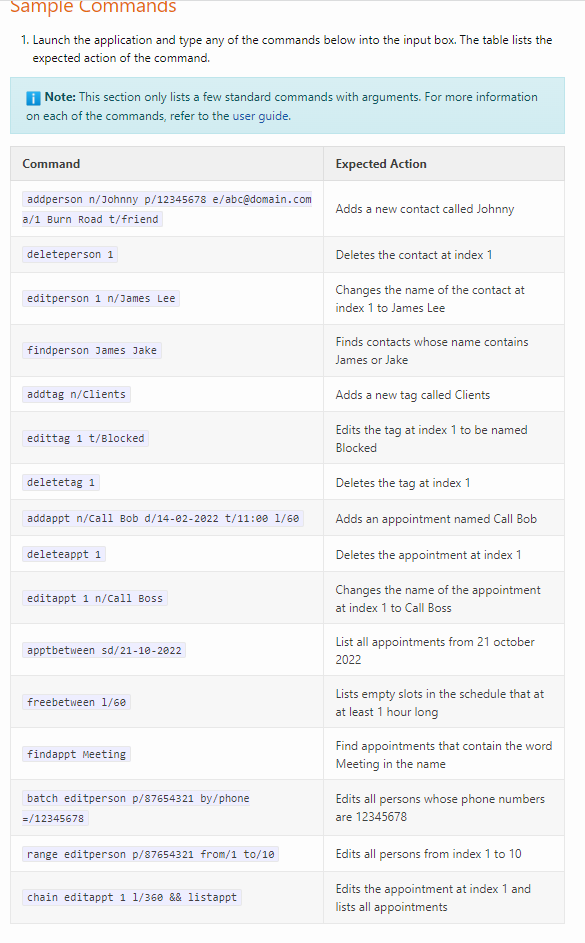 Sample Commands
1. Launch the application and type any of the commands below into the input box. The table lists the
expected action of the command.
Note: This section only lists a few standard commands with arguments. For more information
on each of the commands, refer to the user guide.
Command Expected Action
addperson n/Johnny p/12345678 e/abc@domain.com
a/1 Burn Road t/friend
Adds a new contact called Johnny
deleteperson 1
Deletes the contact at index 1
editperson 1 n/James Lee
Changes the name of the contact at
index 1 to James Lee
findperson James Jake
Finds contacts whose name contains
James or Jake
addtag n/Clients
Adds a new tag called Clients
edittag 1 t/Blocked
Edits the tag at index 1 to be named
Blocked
deletetag 1
Deletes the tag at index 1
addappt n/Call Bob d/14-02-2022 t/11:00 l/60
Adds an appointment named Call Bob
deleteappt 1
Deletes the appointment at index 1
editappt 1 n/Call Boss
Changes the name of the appointment
at index 1 to Call Boss
apptbetween sd/21-10-2022
List all appointments from 21 october
2022
freebetween l/60
Lists empty slots in the schedule that at
at least 1 hour long
findappt Meeting
Find appointments that contain the word
Meeting in the name
batch editperson p/87654321 by/phone
=/12345678
Edits all persons whose phone numbers
are 12345678
range editperson p/87654321 from/1 to/10
Edits all persons from index 1 to 10
chain editappt 1 l/360 && listappt
Edits the appointment at index 1 and
lists all appointments